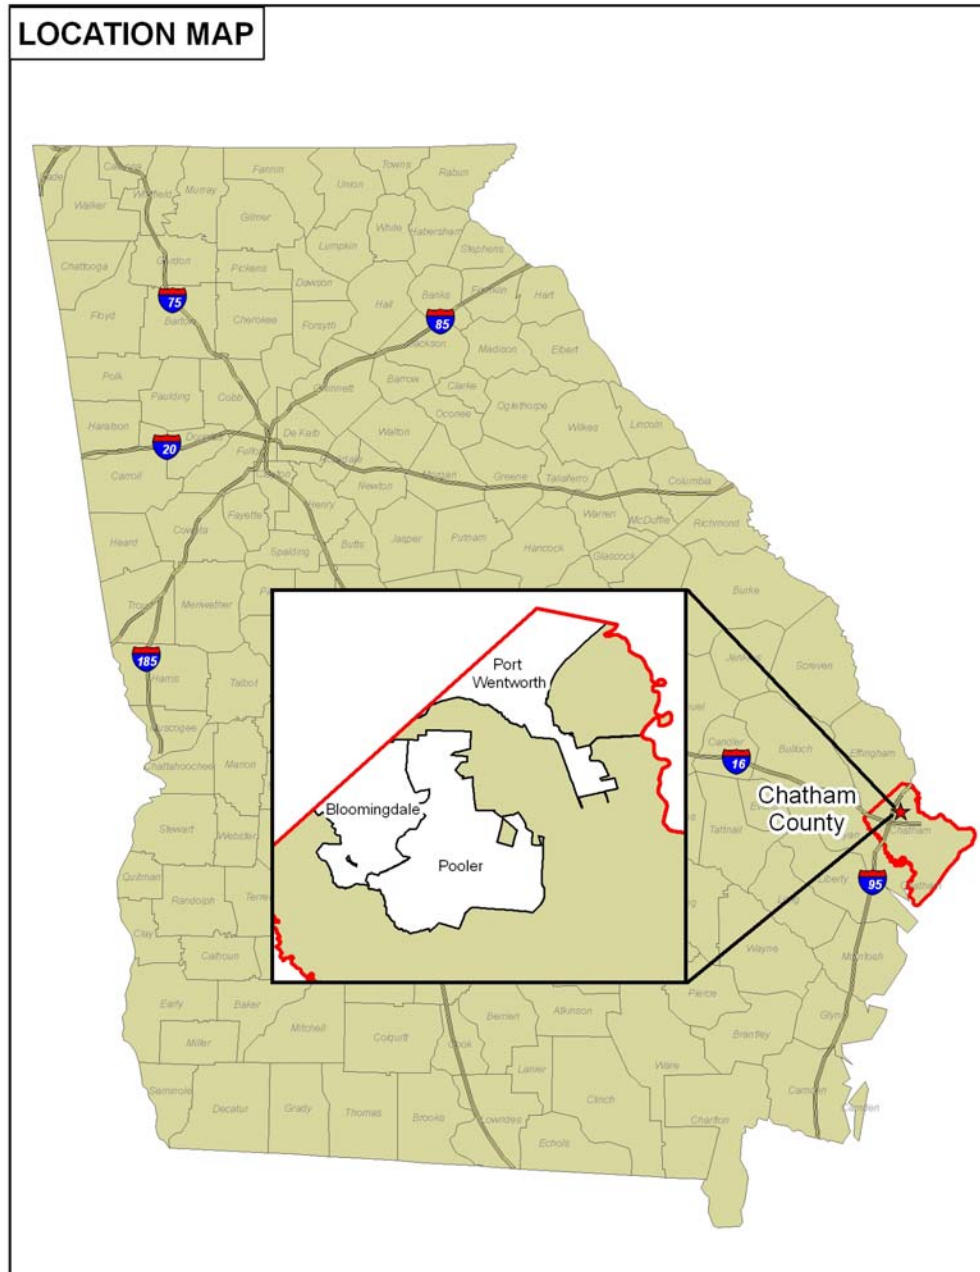 LOCATION MAP
Fannin
Towns
Rabun
Union
Murray
Walker
Gilmer
White
Habersham
Lumpkin
Stephens
Chattooga
Gordon
Pickens
Dawson
Hall
Banks
Franklin
Hart
75
Floyd
Bartow
Cherokee
Forsyth
85
Jackson
Madison
Elbert
Polk
Paulding
Cobb
Gwinnett
Barrow
Clarke
Oconee
Oglethorpe
Wilkes
Lincoln
Haralson
20
Douglas
De Kalb
Walton
Fulton
Carroll
Clayton
Rockdale
Newton
Morgan
Greene
Taliaferro
Columbia
Henry
Fayette
Coweta
Heard
Spalding
Butts
Jasper
Putnam
Hancock
Warren
McDuffie
Richmond
Glascock
Burke
Troup
Meriwether
185
Harris
Talbot
Port
Wentworth
Jenkins
Screven
Muscogee
Chattahoochee
Marion
16
Candler
Bulloch
Effingham
Bloomingdale
Chatham
County
Stewart
Webster
Pooler
Tattnall
Chatham
Quitman
Randolph
Liberty
95
Chatham
Long
Clay
Calhoun
Wayne
McIntosh
Early
Baker
Mitchell
Colquitt
Berrien
Atkinson
Pierce
Brantley
Glynn
Miller
Cook
Lanier
Ware
Clinch
Camden
Camden
Seminole
Decatur
Grady
Thomas
Brooks
Lowndes
Echols
Charlton